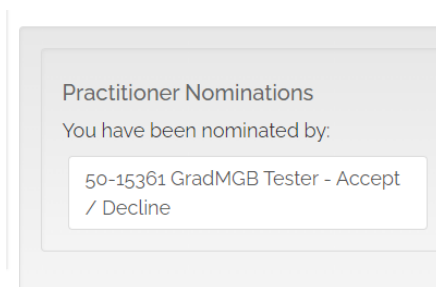 Practitioner Nominations
You have been nominated by:
50-15361 GradMGB Tester - Accept
/ Decline